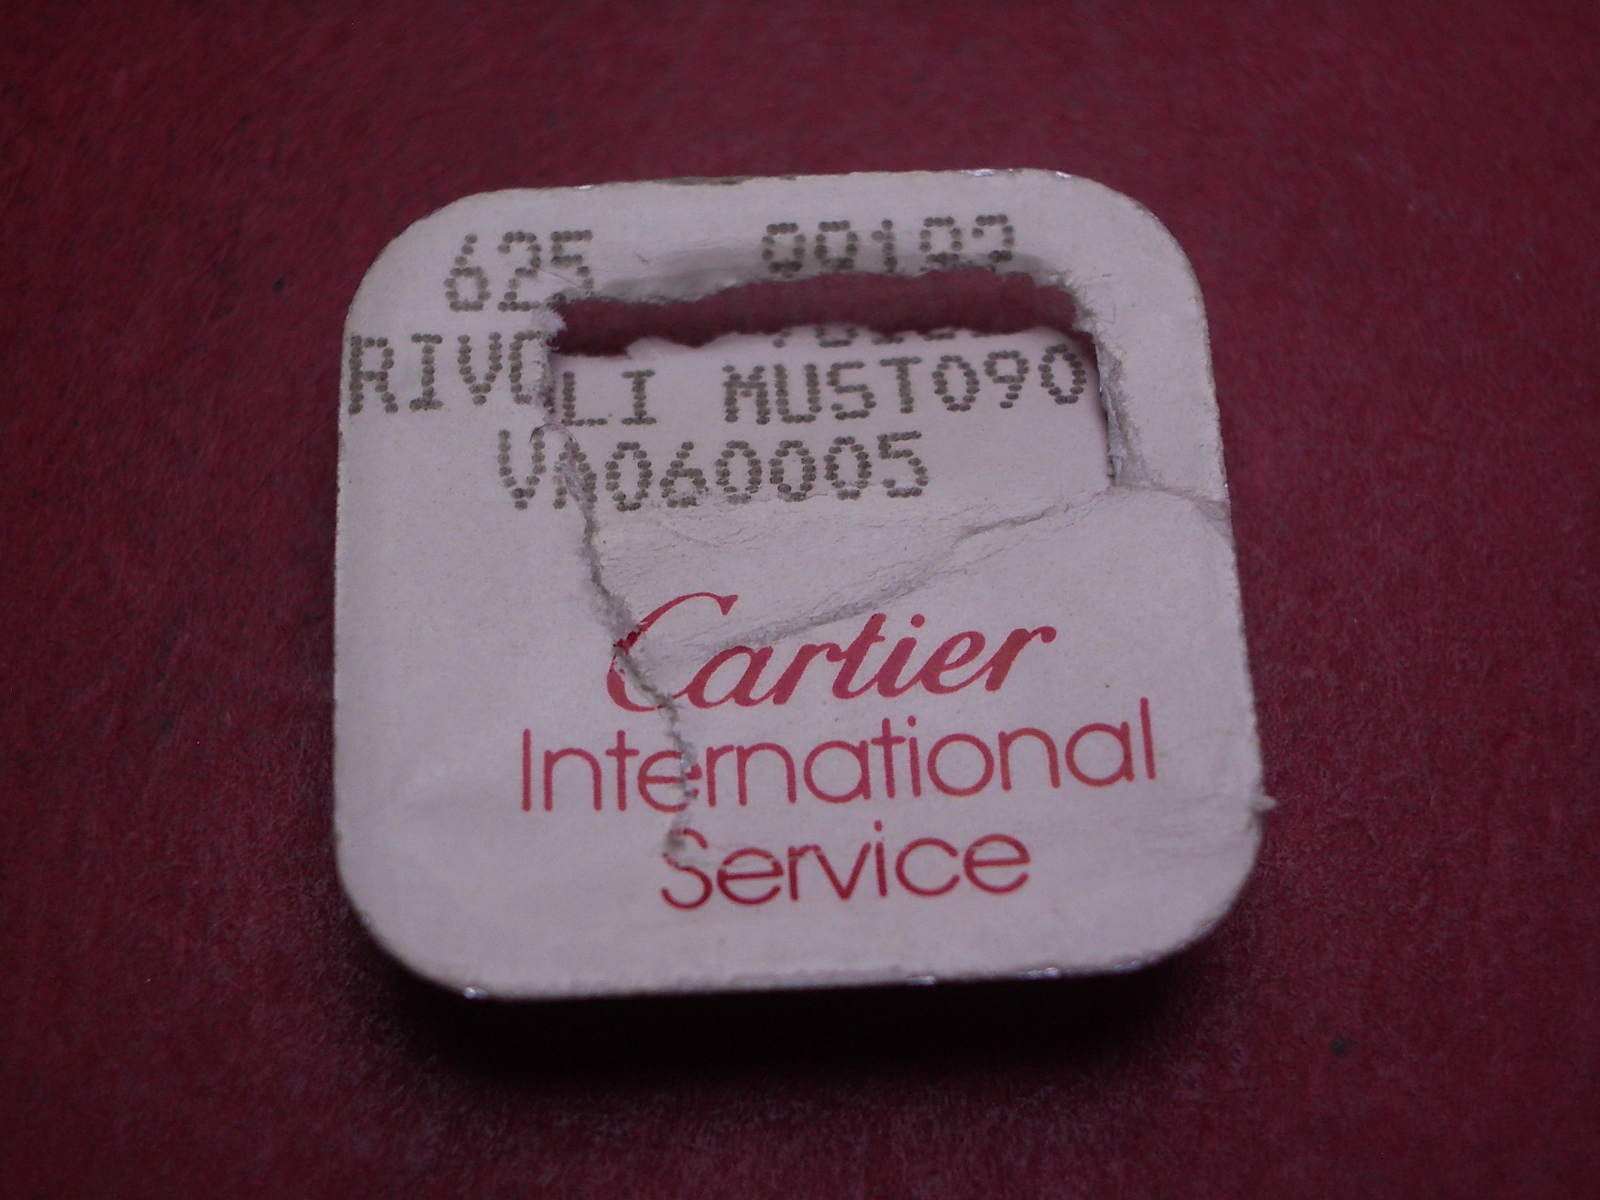 625
RIVOLI MUST090
VA060005
Cartier
International
Service